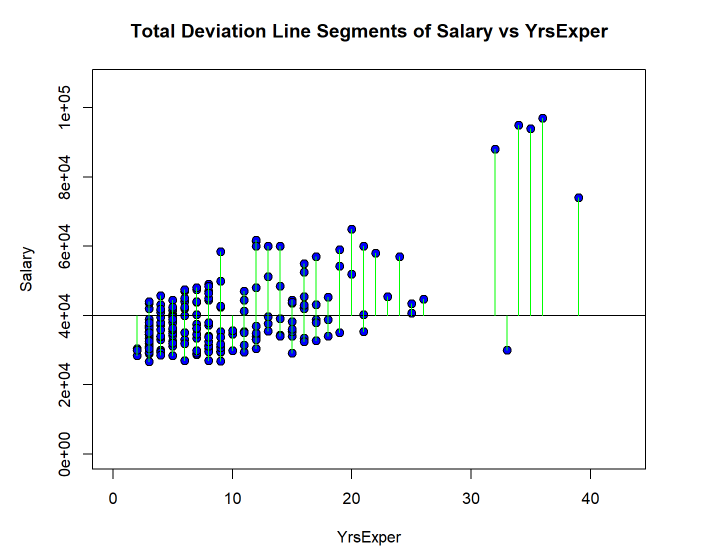 Total Deviation Line Segments of Salary vs YrsExper
1e+05
8e+04
6e+04
4e+04
2e+04
0e+00
Salary
0 10 20 30 40
YrsExper